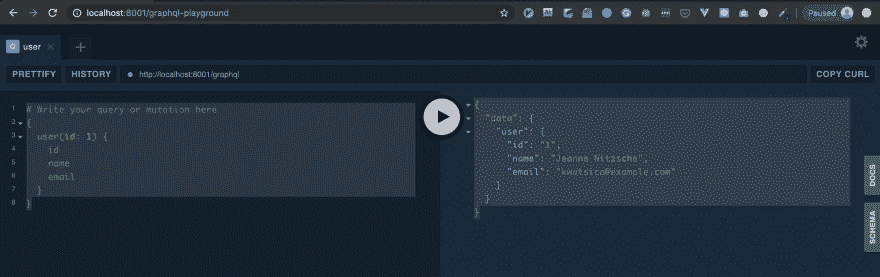 localhost:8001/graphql-playground
Paused
Q user
PRETTIFY
HISTORY
http://localhost:8001/graphql
COPY CURL
1 # Write your query or mutation here
2 {
3 user(id: 1) {
4 id
5 name
6 email
7 }
8 }
{
"data": {
"user": {
"id": "1",
"name": "Jeanne Nitzsche",
"email": "kwatsica@example.com"
}
}
}
DOCS
SCHEMA